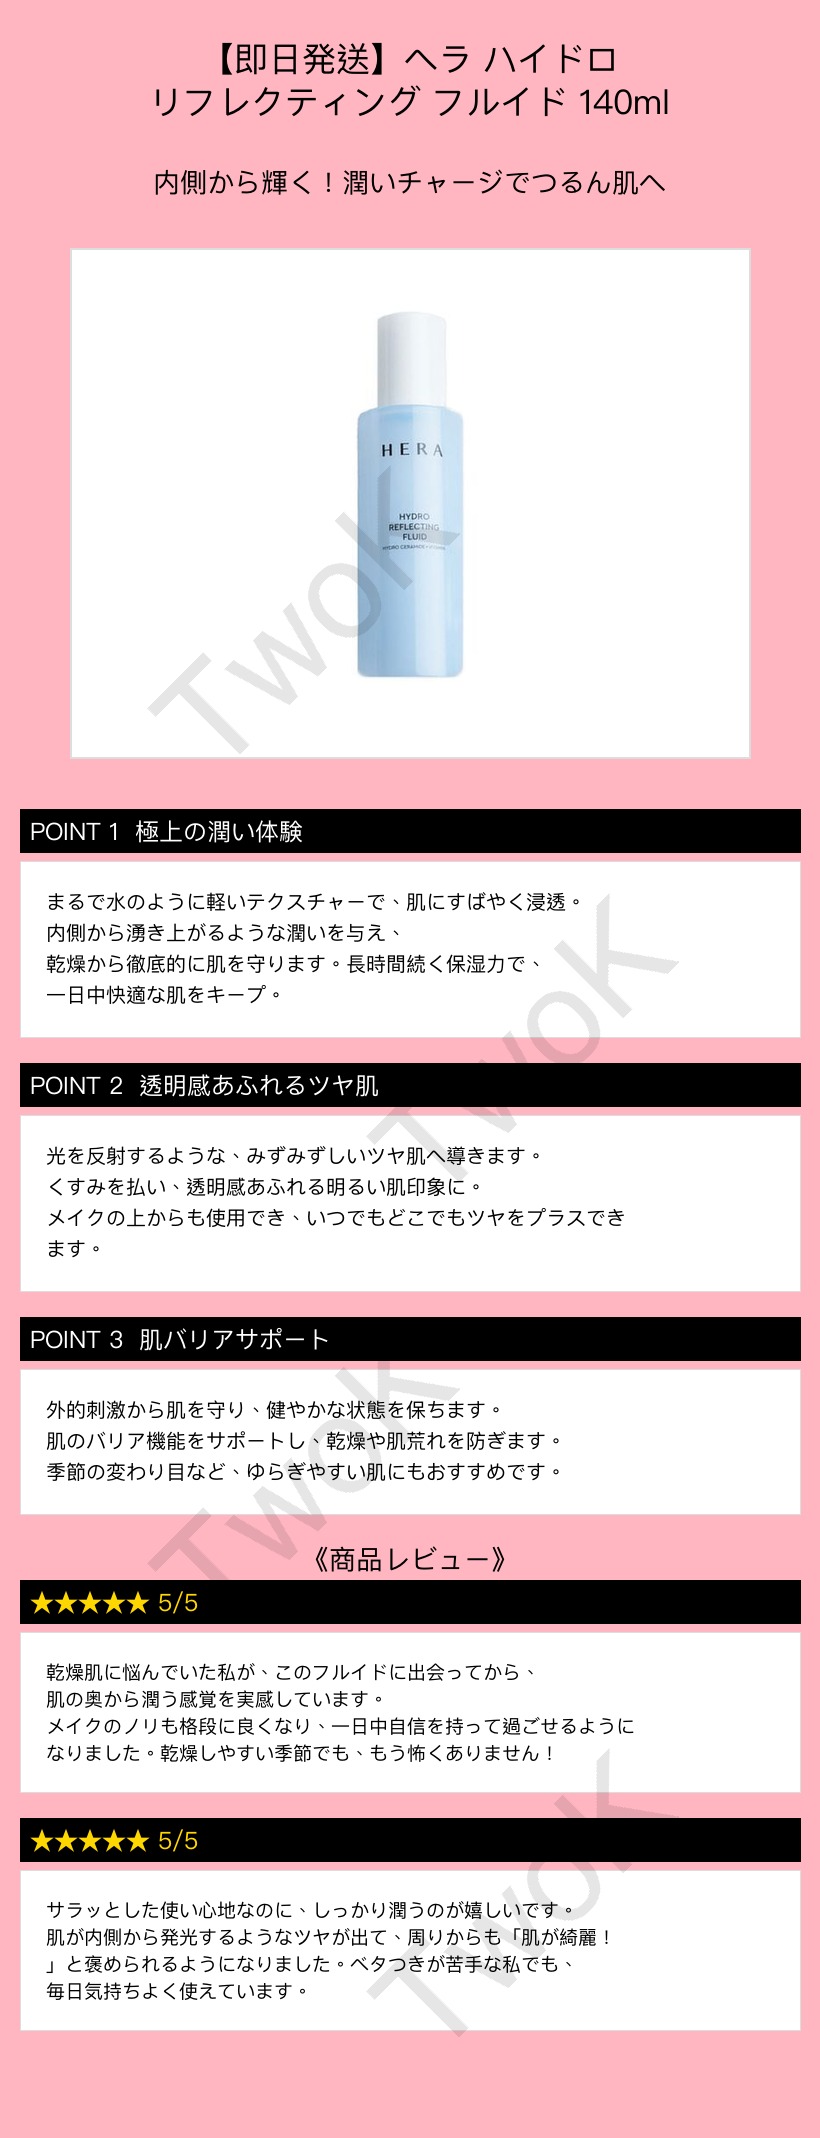 【即日発送】ヘラ ハイドロ
リフレクティング フルイド 140ml
内側から輝く！潤いチャージでつるん肌へ
HERA
HYDRO
REFLECTING
FLUID
HYDRO CERAMIDE
TwoK
POINT 1 極上の潤い体験
まるで水のように軽いテクスチャーで、肌にすばやく浸透。
内側から湧き上がるような潤いを与え、
乾燥から徹底的に肌を守ります。長時間続く保湿力で、
一日中快適な肌をキープ。
TwoK
POINT 2 透明感あふれるツヤ肌
光を反射するような、みずみずしいツヤ肌へ導きます。
くすみを払い、透明感あふれる明るい肌印象に。
メイクの上からも使用でき、いつでもどこでもツヤをプラスでき
ます。
POINT 3 肌バリアサポート
外的刺激から肌を守り、健やかな状態を保ちます。
肌のバリア機能をサポートし、乾燥や肌荒れを防ぎます。
季節の変わり目など、ゆらぎやすい肌にもおすすめです。
TwoK
《商品レビュー》
★★★★★ 5/5
乾燥肌に悩んでいた私が、このフルイドに出会ってから、
肌の奥から潤う感覚を実感しています。
メイクのノリも格段に良くなり、一日中自信を持って過ごせるように
なりました。乾燥しやすい季節でも、もう怖くありません！
★★★★★ 5/5
サラッとした使い心地なのに、しっかり潤うのが嬉しいです。
肌が内側から発光するようなツヤが出て、周りからも「肌が綺麗！
」と褒められるようになりました。ベタつきが苦手な私でも、
毎日気持ちよく使えています。
TwoK